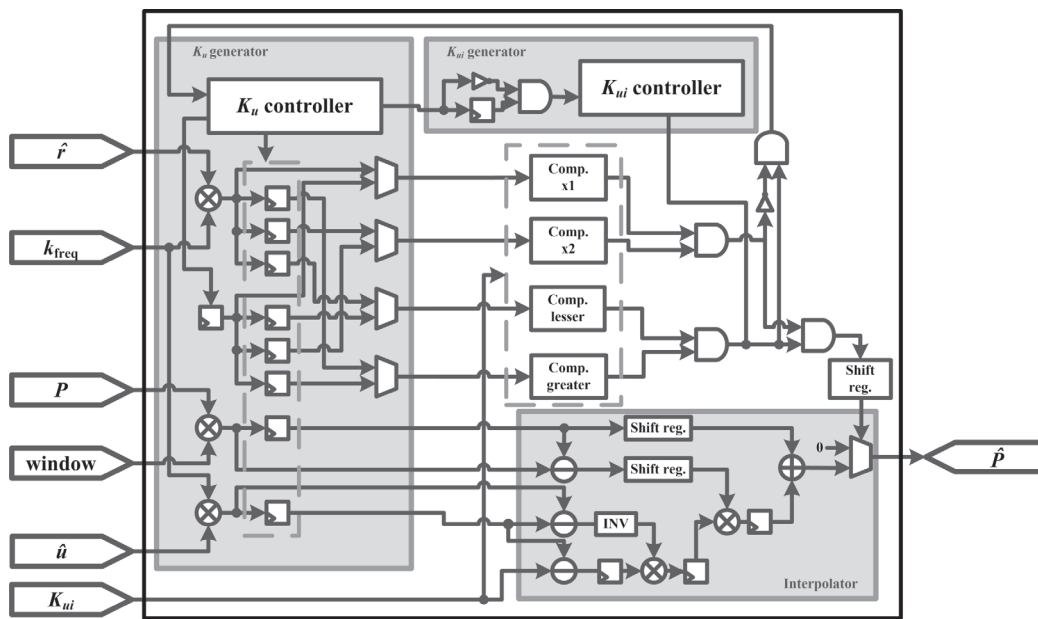 K_u generator
K_ui generator
K_u controller
K_ui controller
r̂
k_freq
Comp.
x1
Comp.
x2
Comp.
lesser
Comp.
greater
Shift
reg.
P
window
û
K_ui
Shift reg.
Shift reg.
0
INV
P̂
Interpolator